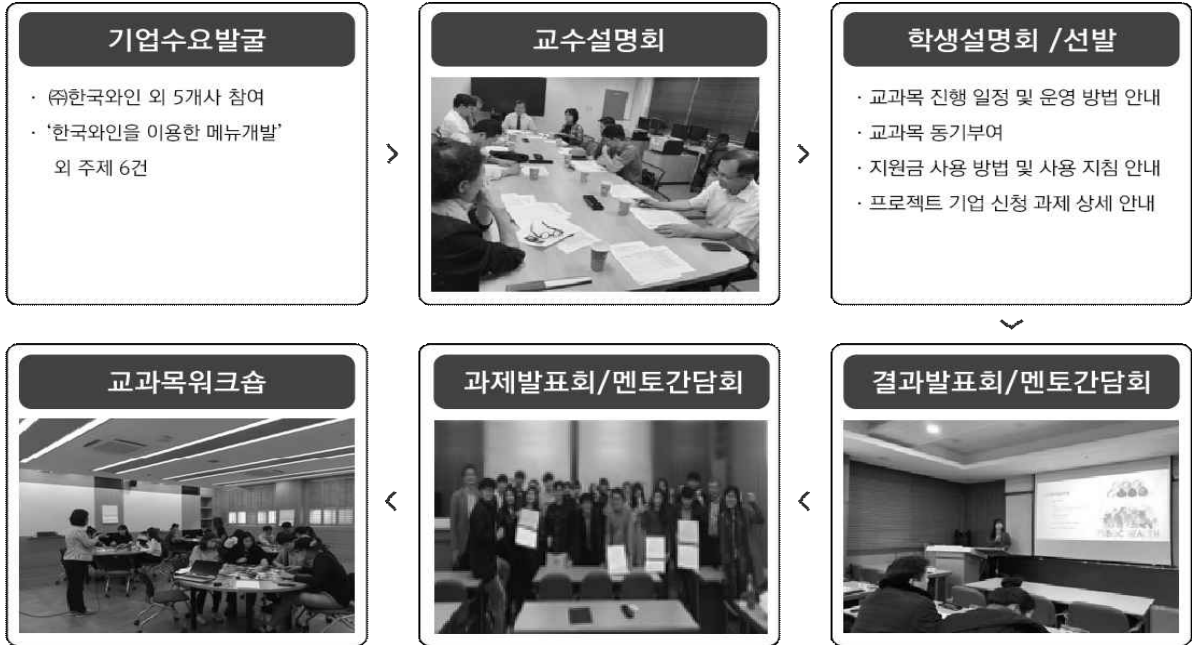 기업수요발굴
· ㈜한국와인 외 5개사 참여
· ‘한국와인을 이용한 메뉴개발’
외 주제 6건
교수설명회
학생설명회 /선발
· 교과목 진행 일정 및 운영 방법 안내
· 교과목 동기부여
· 지원금 사용 방법 및 사용 지침 안내
· 프로젝트 기업 신청 과제 상세 안내
결과발표회/멘토간담회
PUBLIC HEALTH
과제발표회/멘토간담회
교과목워크숍